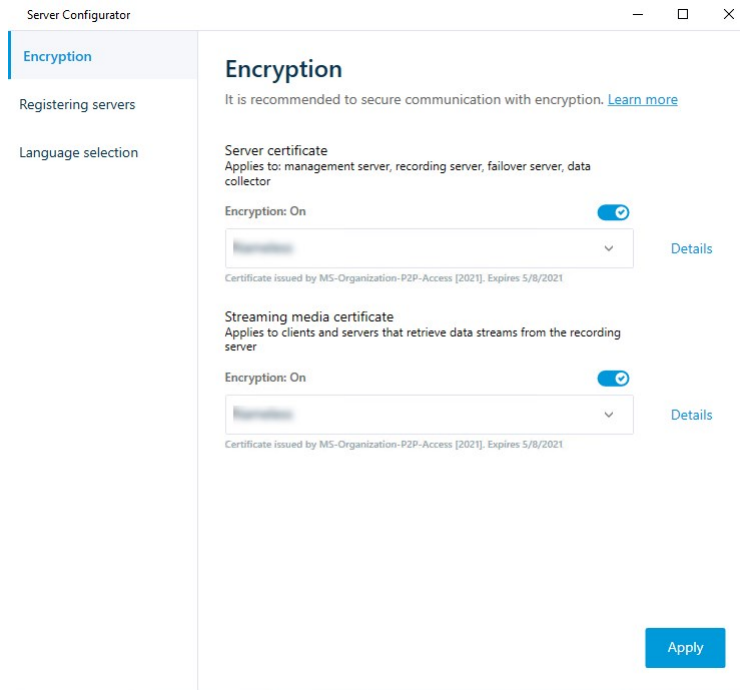 Server Configurator
Encryption
Registering servers
Language selection
Encryption
It is recommended to secure communication with encryption. Learn more
Server certificate
Applies to: management server, recording server, failover server, data
collector
Encryption: On
Details
Certificate issued by MS-Organization-P2P-Access [2021]. Expires 5/8/2021
Streaming media certificate
Applies to clients and servers that retrieve data streams from the recording
server
Encryption: On
Details
Certificate issued by MS-Organization-P2P-Access [2021]. Expires 5/8/2021
Apply